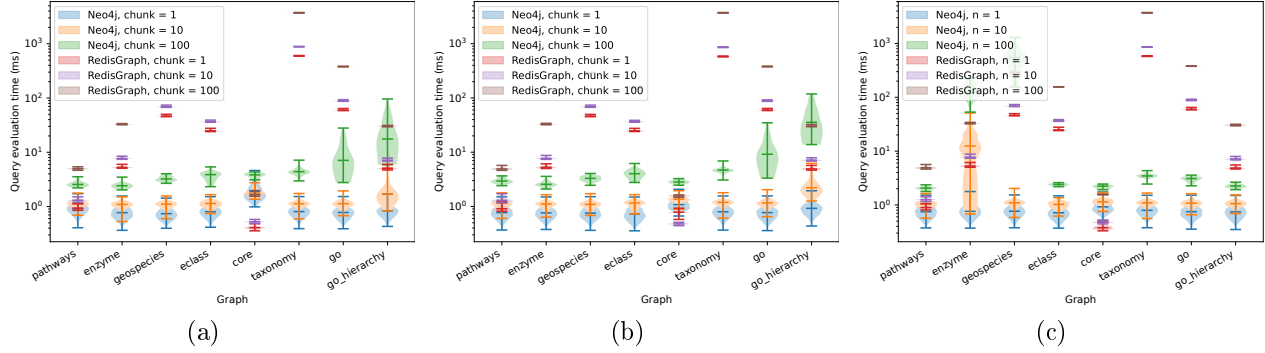 Neo4j, chunk = 1
Neo4j, chunk = 10
Neo4j, chunk = 100
RedisGraph, chunk = 1
RedisGraph, chunk = 10
RedisGraph, chunk = 100
Query evaluation time (ms)
10³
10²
10¹
10⁰
pathways
enzyme
geospecies
eclass
core
taxonomy
go
go_hierarchy
Graph
(a)
Neo4j, chunk = 1
Neo4j, chunk = 10
Neo4j, chunk = 100
RedisGraph, chunk = 1
RedisGraph, chunk = 10
RedisGraph, chunk = 100
Query evaluation time (ms)
10³
10²
10¹
10⁰
pathways
enzyme
geospecies
eclass
core
taxonomy
go
go_hierarchy
Graph
(b)
Neo4j, n = 1
Neo4j, n = 10
Neo4j, n = 100
RedisGraph, n = 1
RedisGraph, n = 10
RedisGraph, n = 100
Query evaluation time (ms)
10³
10²
10¹
10⁰
pathways
enzyme
geospecies
eclass
core
taxonomy
go
go_hierarchy
Graph
(c)